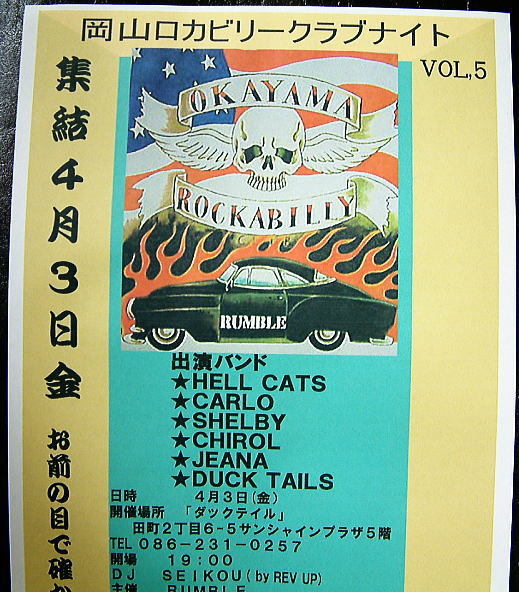 岡山ロカビリークラブナイト
VOL,5
集結4月3日金
お前の目で確か
OKAYAMA
ROCKABILLY
RUMBLE
出演バンド
★HELL CATS
★CARLO
★SHELBY
★CHIROL
★JEANA
★DUCK TAILS
日時 4月3日(金)
開催場所 「ダックテイル」
田町2丁目6-5サンシャインプラザ5階
TEL 086-231-0257
開場 19:00
DJ SEIKOU( by REV UP)
主催 RUMBLE